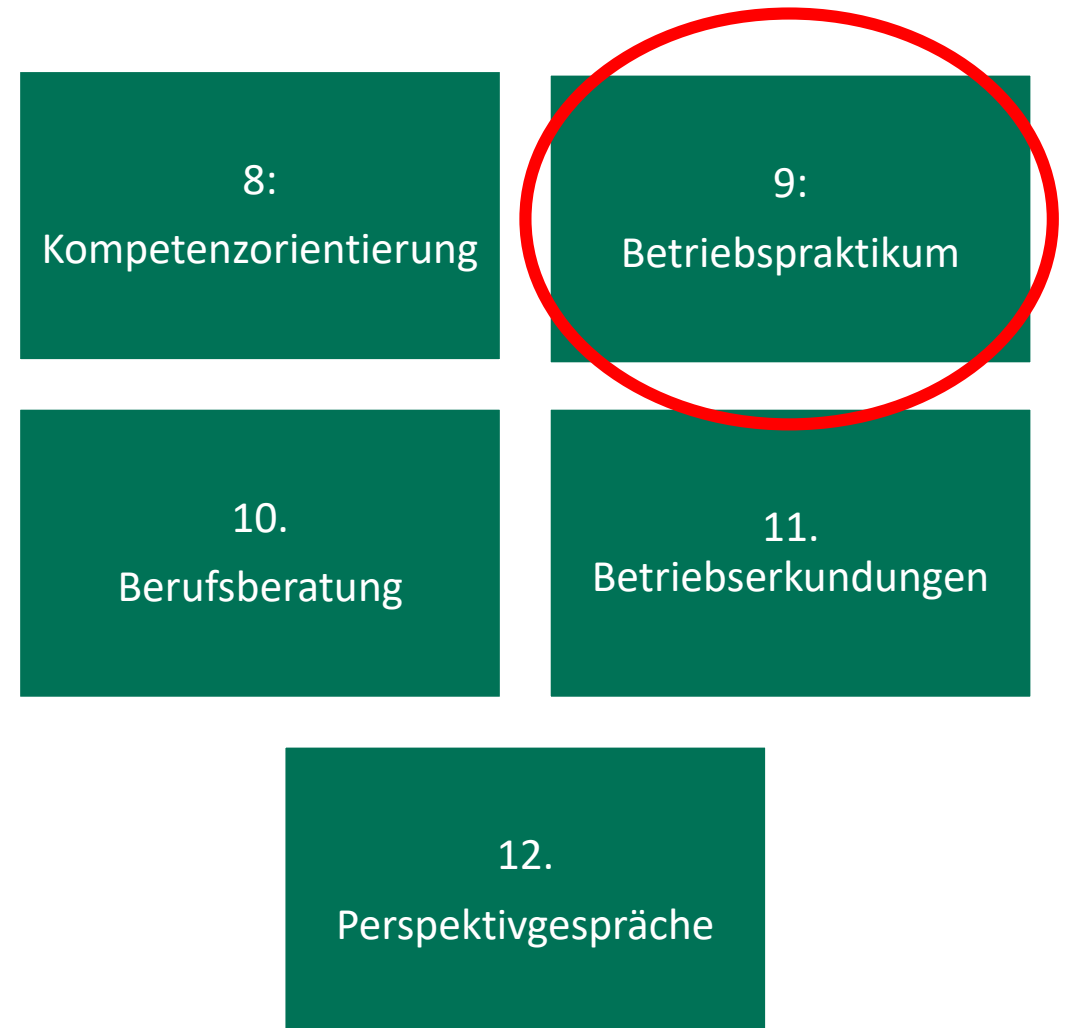 8:
Kompetenzorientierung
9:
Betriebspraktikum
10.
Berufsberatung
11.
Betriebserkundungen
12.
Perspektivgespräche